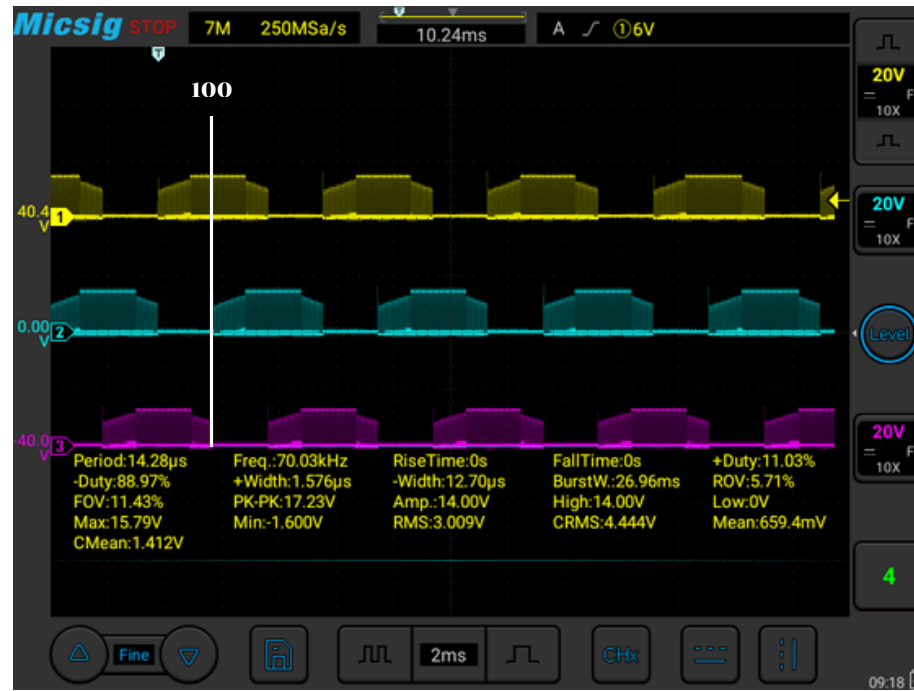 Micsig STOP 7M 250MSa/s 10.24ms A ①6V
T
100
20V
F
10X
40.4 V 1
20V
F
10X
0.00 V 2
Level
-40.0 V 3
20V
F
10X
Period:14.28μs Freq.:70.03kHz RiseTime:0s FallTime:0s +Duty:11.03%
-Duty:88.97% +Width:1.576μs -Width:12.70μs BurstW.:26.96ms ROV:5.71%
FOV:11.43% PK-PK:17.23V Amp.:14.00V High:14.00V Low:0V
Max:15.79V Min:-1.600V RMS:3.009V CRMS:4.444V Mean:659.4mV
CMean:1.412V
4
Fine 2ms CHx
09:18